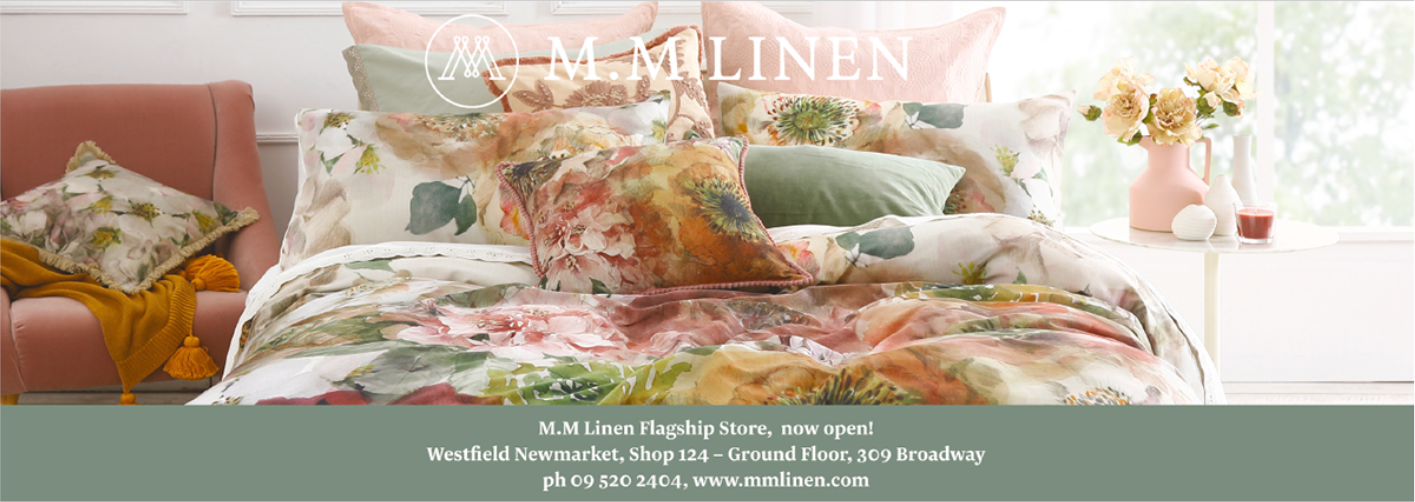 M.M LINEN
M.M Linen Flagship Store, now open!
Westfield Newmarket, Shop 124 – Ground Floor, 309 Broadway
ph 09 520 2404, www.mmlinen.com